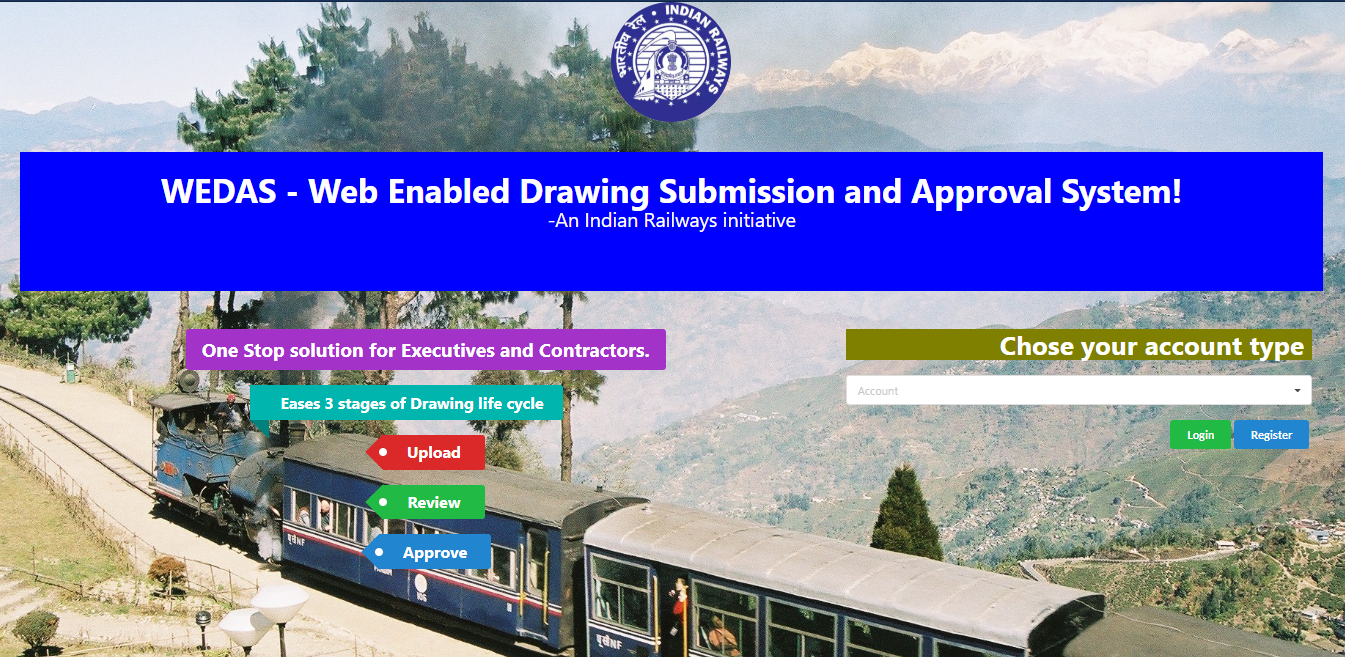 भारतीय रेल • INDIAN RAILWAYS
WEDAS - Web Enabled Drawing Submission and Approval System!
-An Indian Railways initiative
One Stop solution for Executives and Contractors.
Chose your account type
Account
Eases 3 stages of Drawing life cycle
Login
Register
Upload
Review
Approve
106